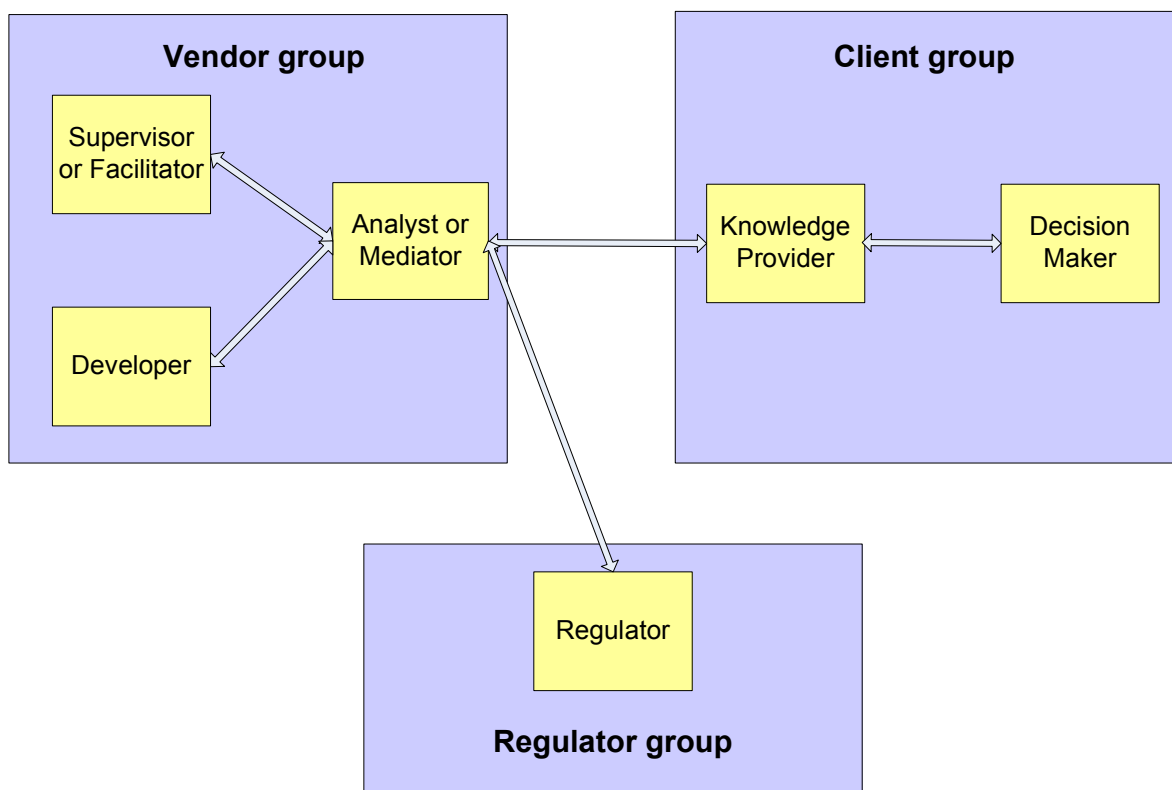 Vendor group
Supervisor
or Facilitator
Analyst or
Mediator
Developer
Client group
Knowledge
Provider
Decision
Maker
Regulator
Regulator group